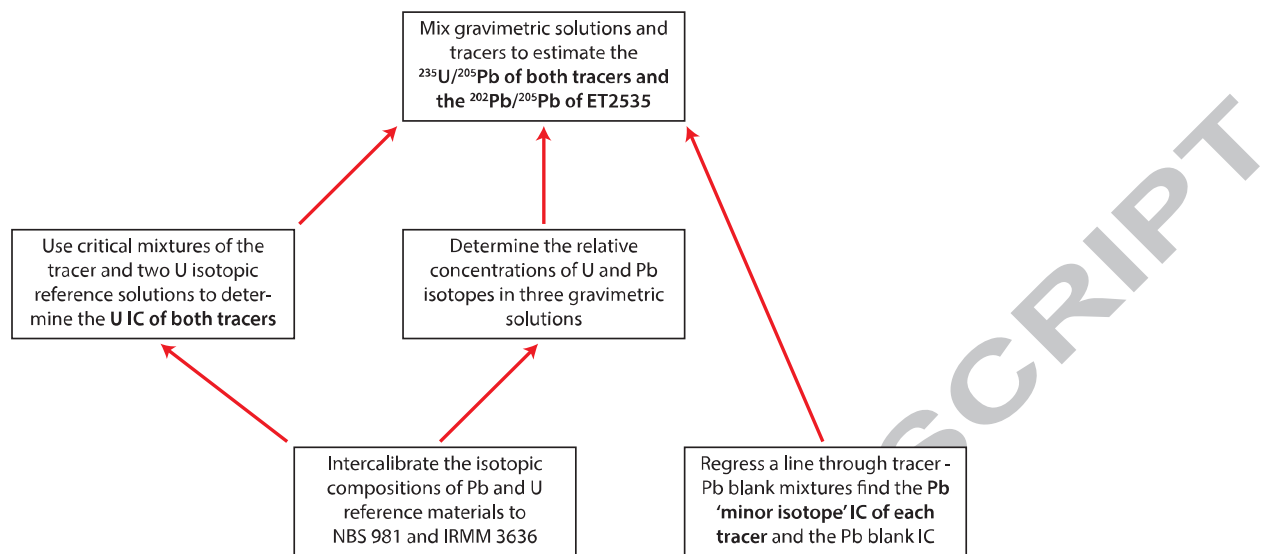 Mix gravimetric solutions and
tracers to estimate the
²³⁵U/²⁰⁵Pb of both tracers and
the ²⁰²Pb/²⁰⁵Pb of ET2535
Use critical mixtures of the
tracer and two U isotopic
reference solutions to deter-
mine the U IC of both tracers
Determine the relative
concentrations of U and Pb
isotopes in three gravimetric
solutions
Intercalibrate the isotopic
compositions of Pb and U
reference materials to
NBS 981 and IRMM 3636
Regress a line through tracer -
Pb blank mixtures find the Pb
'minor isotope' IC of each
tracer and the Pb blank IC
SCRIPT